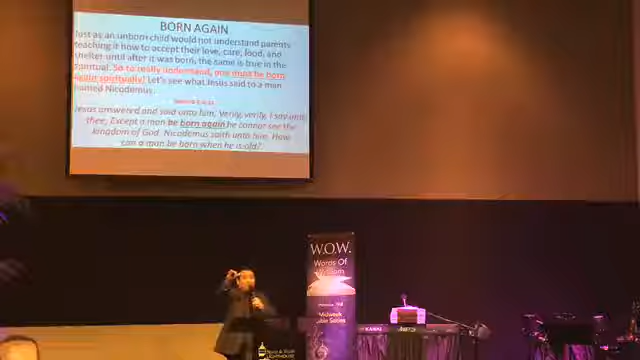 BORN AGAIN
Just as an unborn child would not understand parents
teaching it how to accept their love, care, food, and
shelter until after it was born, the same is true in the
spiritual. So to really understand, one must be born
again spiritually! Let's see what Jesus said to a man
named Nicodemus.
Jesus answered and said unto him, Verily, verily, I say unto
thee, Except a man be born again, he cannot see the
kingdom of God. Nicodemus saith unto him, How
can a man be born when he is old?
W.O.W.
Words Of
Wisdom
Midweek
Series
KAWAI
LIGHTHOUSE